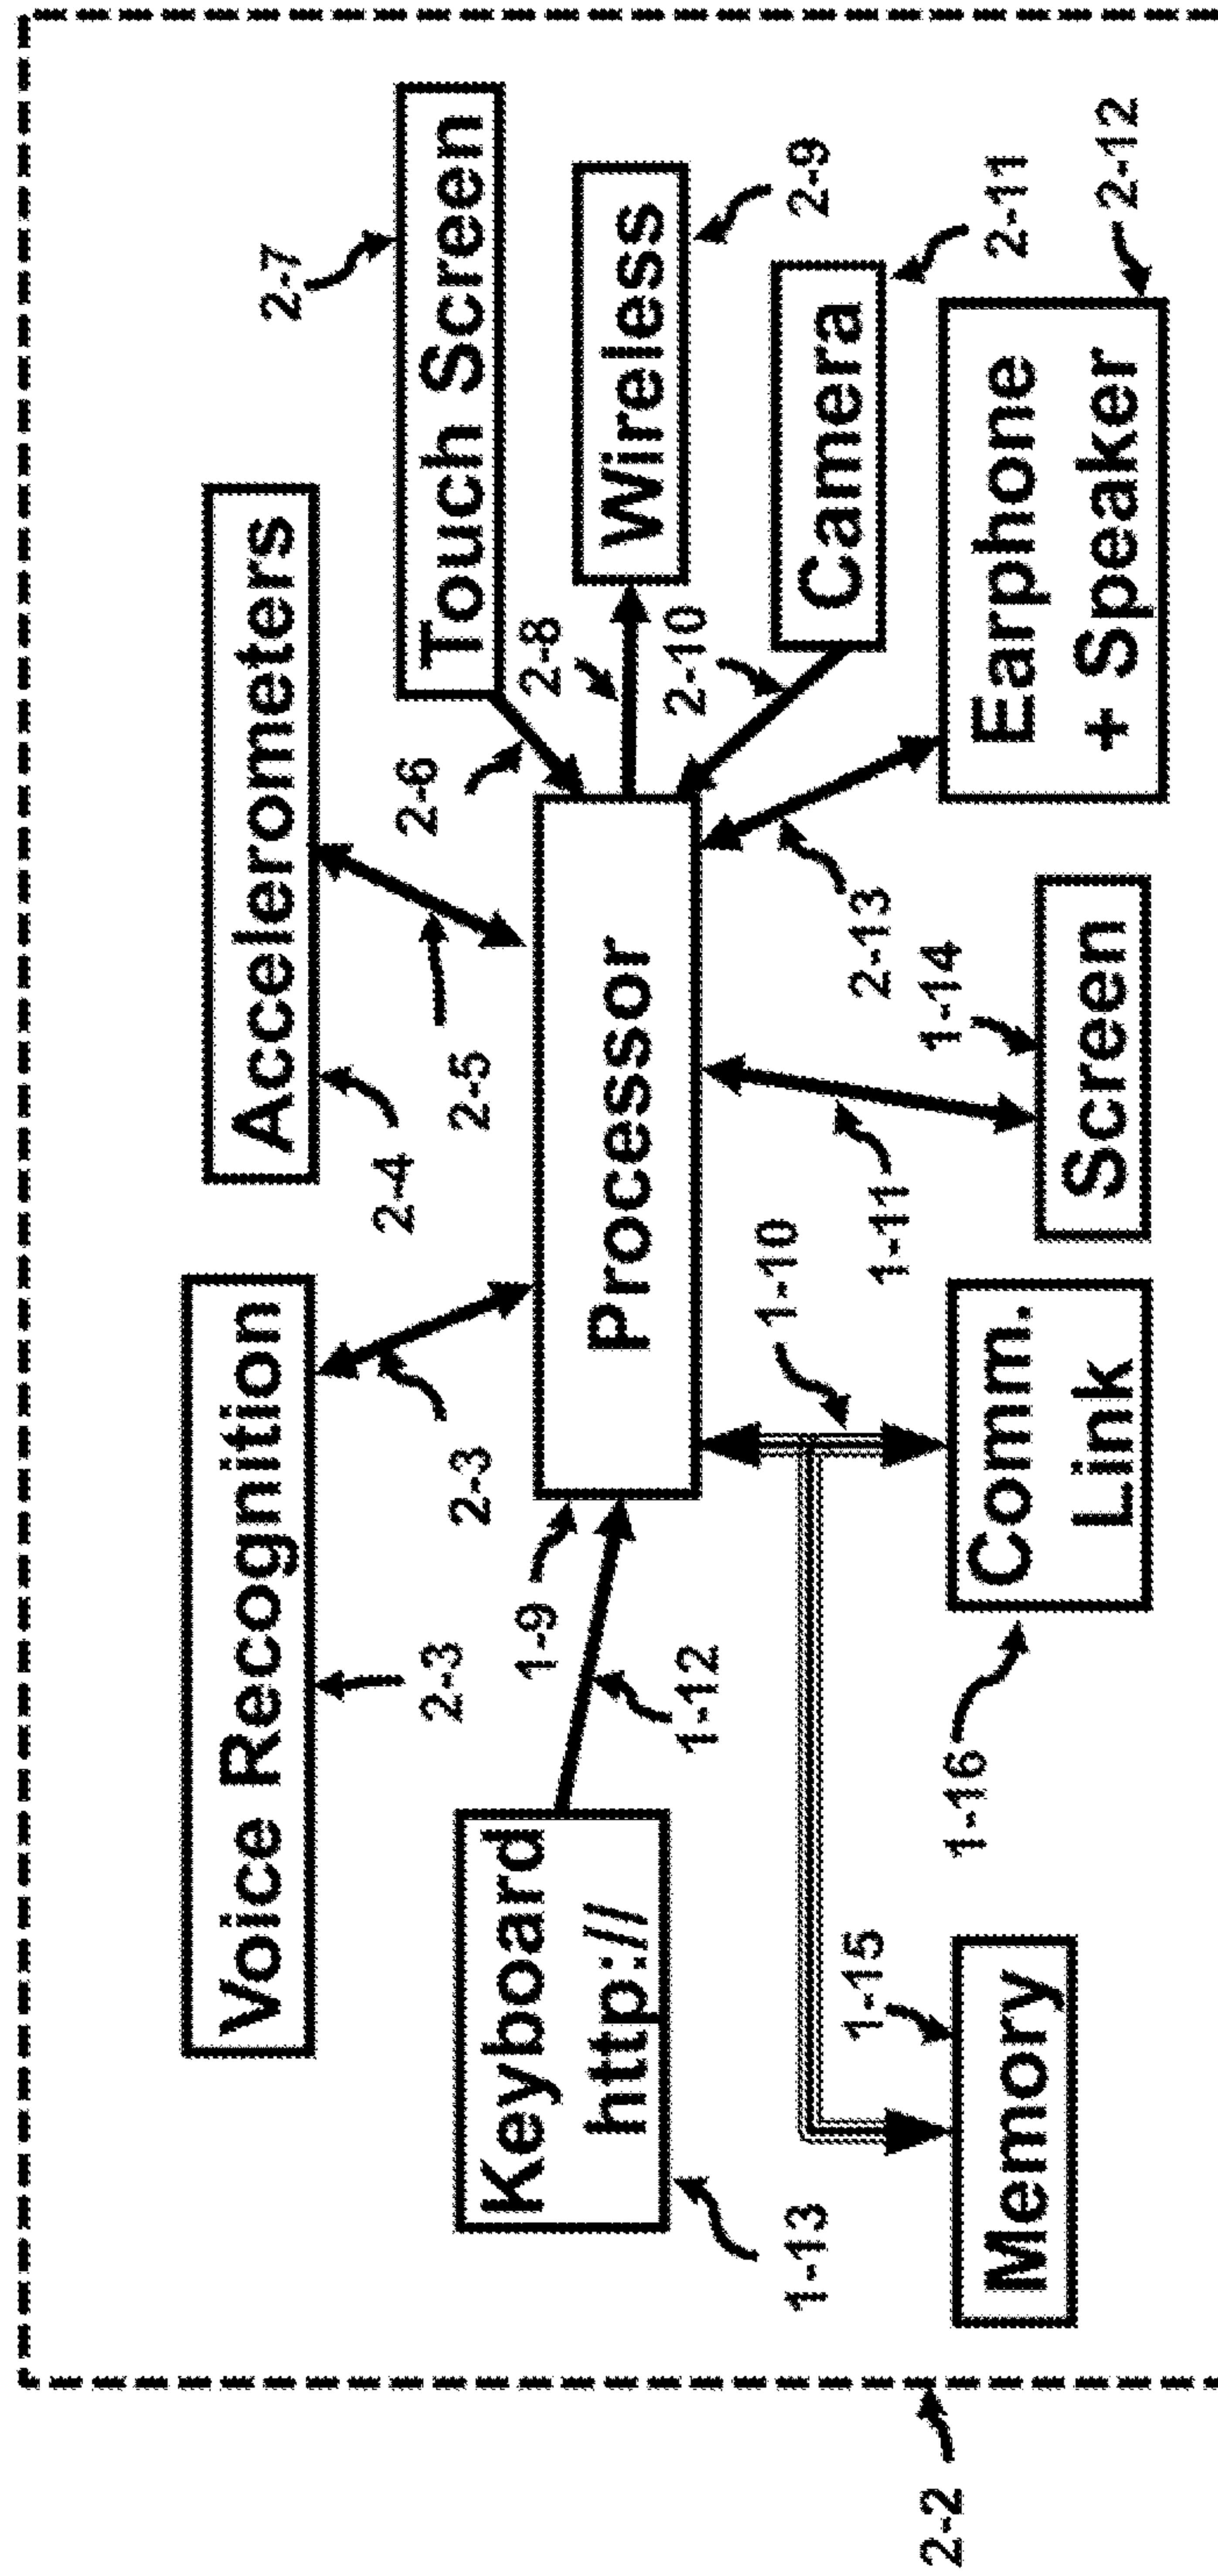 2-7
Accelerometers
Touch Screen
Voice Recognition
2-4
2-5
2-6
2-8
Wireless
2-9
2-3
2-3
Processor
2-10
Camera
2-11
Keyboard
http://
1-9
1-12
1-10
1-11
1-14
2-13
Earphone
+ Speaker
2-12
1-13
1-15
1-16
Memory
Comm.
Link
Screen
2-2